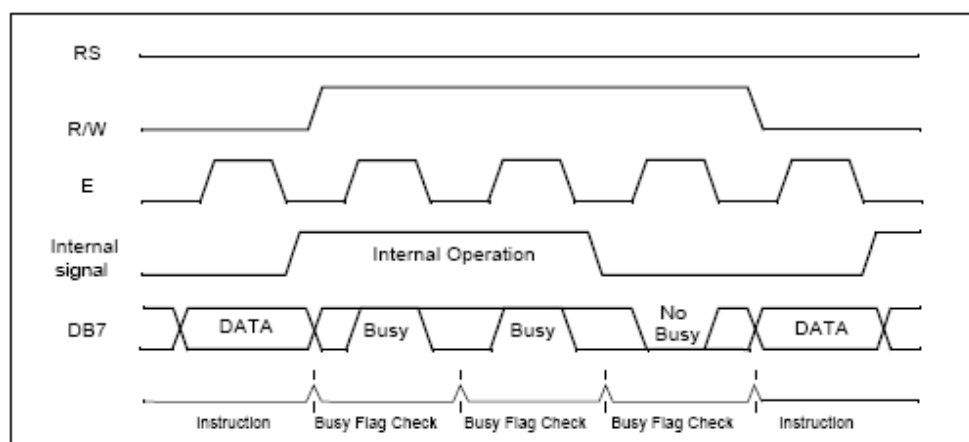 RS
R/W
E
Internal
signal
Internal Operation
DB7
DATA
Busy
Busy
No
Busy
DATA
Instruction
Busy Flag Check
Busy Flag Check
Busy Flag Check
Instruction